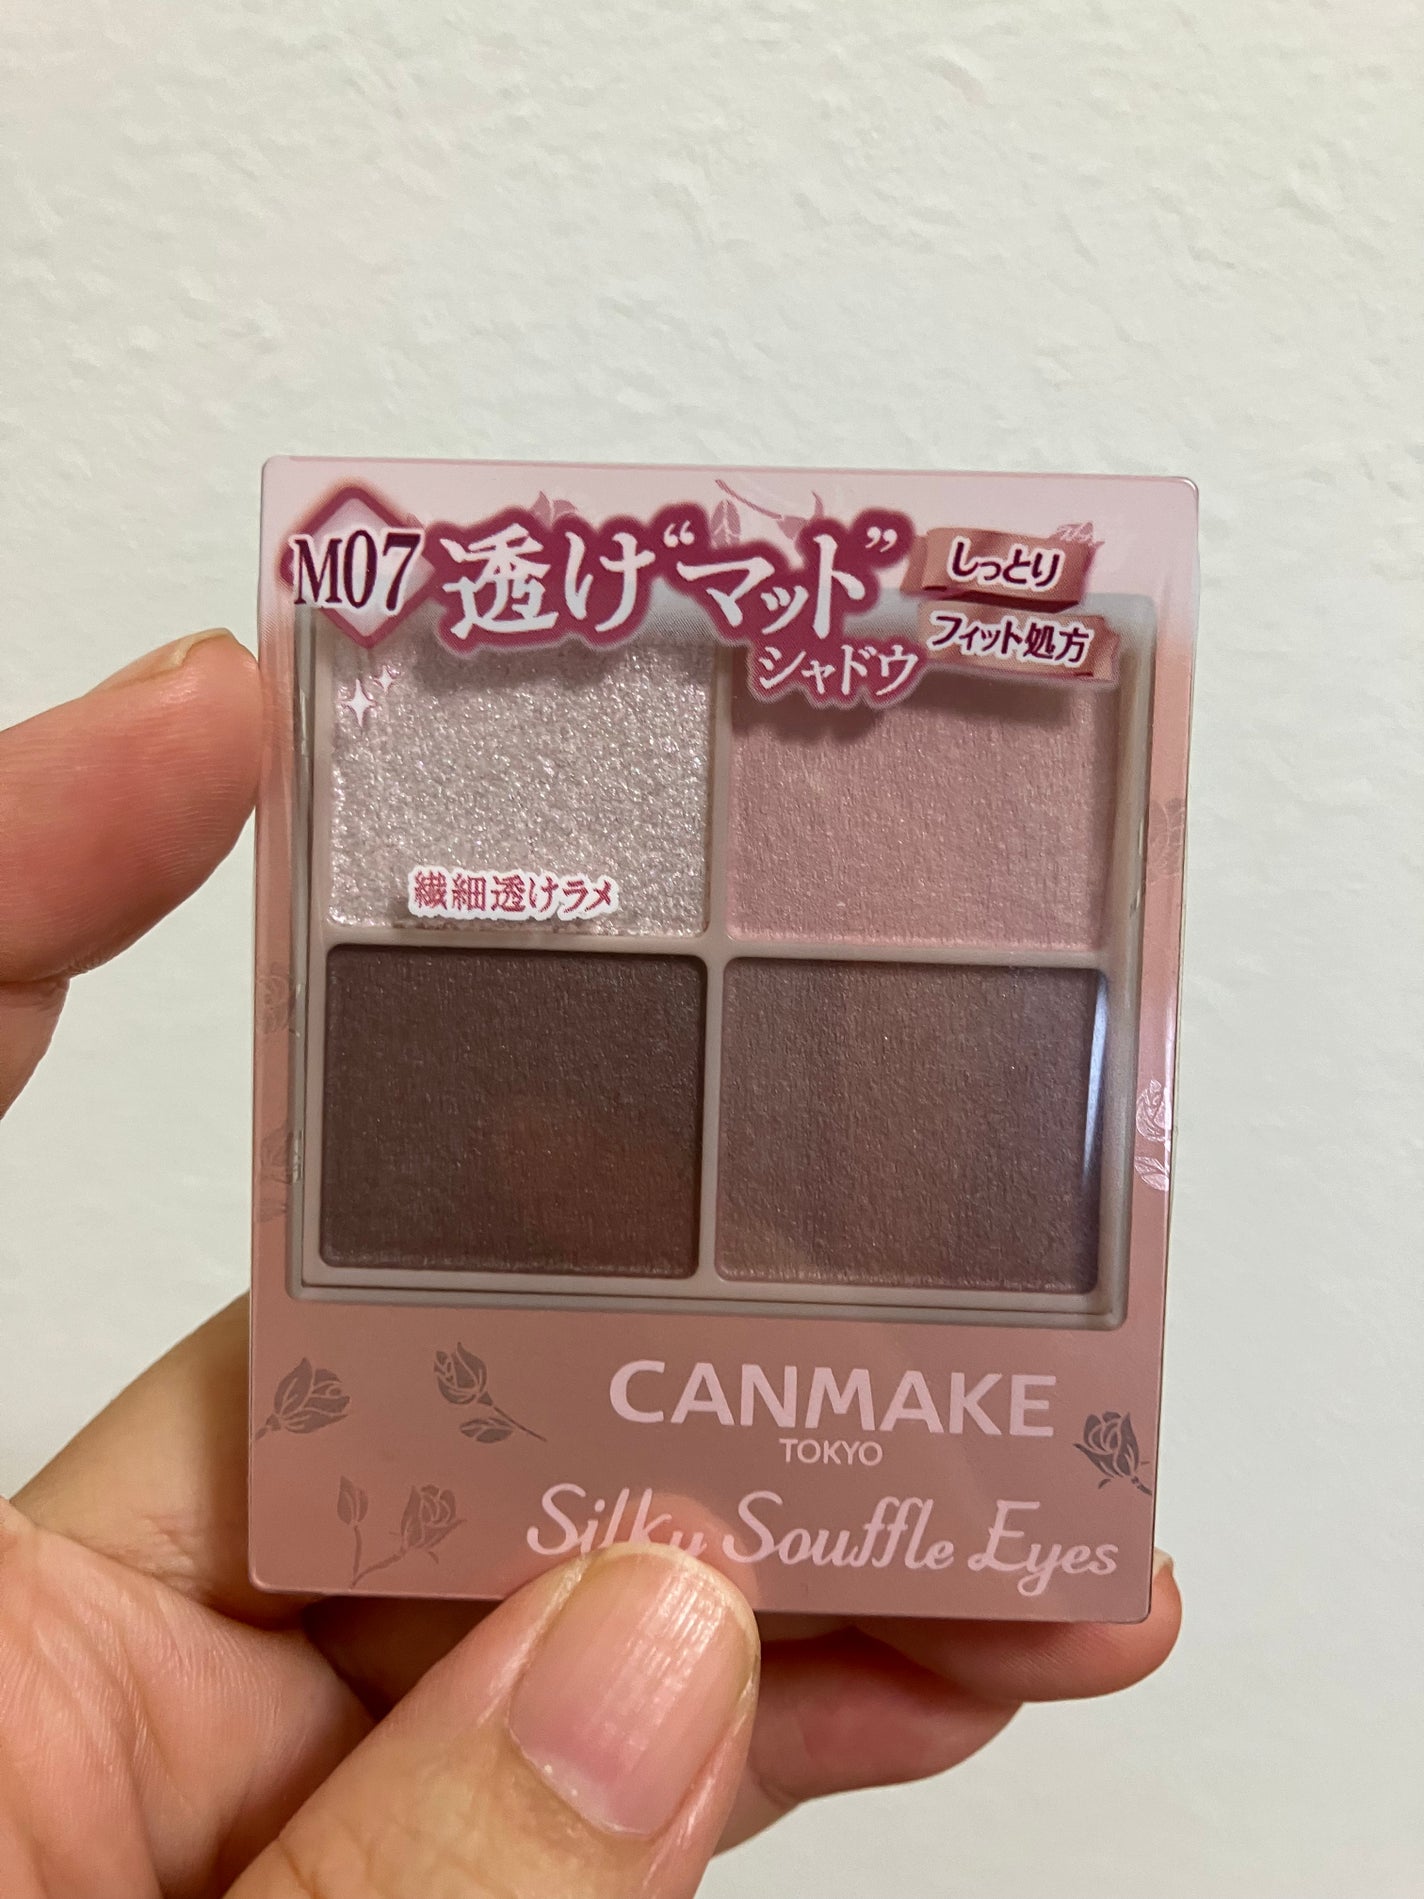 M07
透け“マット”
シャドウ
しっとり
フィット処方
繊細透けラメ
CANMAKE
TOKYO
Silky Souffle Eyes